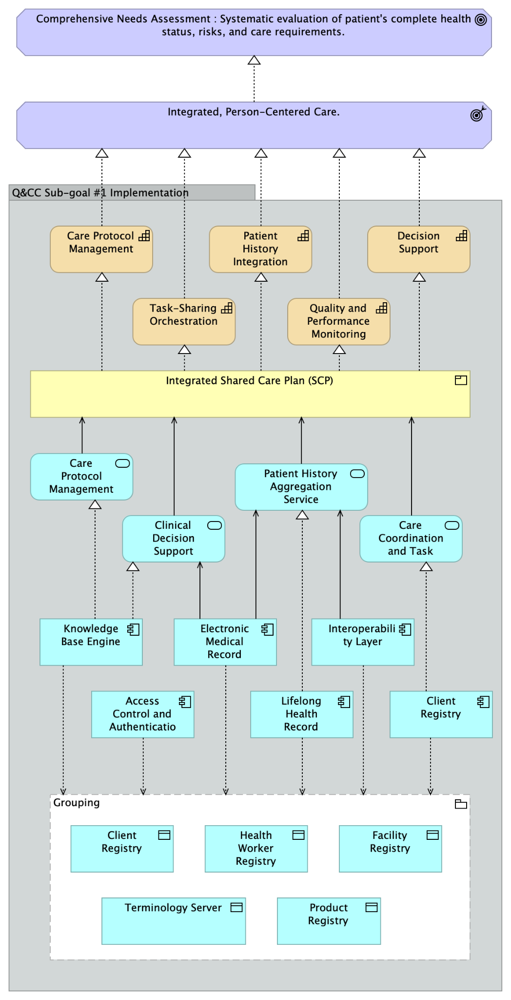 Comprehensive Needs Assessment : Systematic evaluation of patient's complete health
status, risks, and care requirements.
Integrated, Person-Centered Care.
Q&CC Sub-goal #1 Implementation
Care Protocol
Management
Patient
History
Integration
Decision
Support
Task-Sharing
Orchestration
Quality and
Performance
Monitoring
Integrated Shared Care Plan (SCP)
Care
Protocol
Management
Patient History
Aggregation
Service
Clinical
Decision
Support
Care
Coordination
and Task
Knowledge
Base Engine
Electronic
Medical
Record
Interoperabili
ty Layer
Access
Control and
Authenticatio
Lifelong
Health
Record
Client
Registry
Grouping
Client
Registry
Health
Worker
Registry
Facility
Registry
Terminology Server
Product
Registry